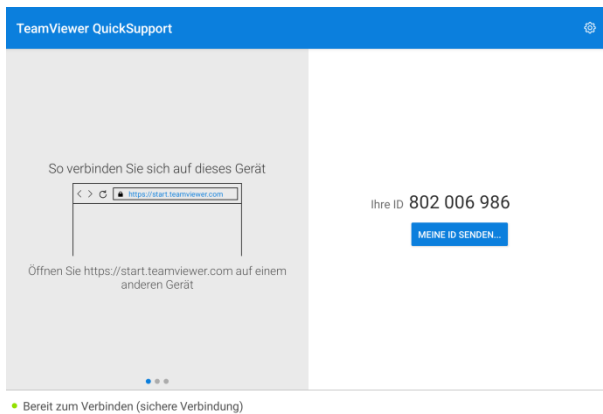 TeamViewer QuickSupport
So verbinden Sie sich auf dieses Gerät
https://start.teamviewer.com
Öffnen Sie https://start.teamviewer.com auf einem
anderen Gerät
Ihre ID 802 006 986
MEINE ID SENDEN...
Bereit zum Verbinden (sichere Verbindung)